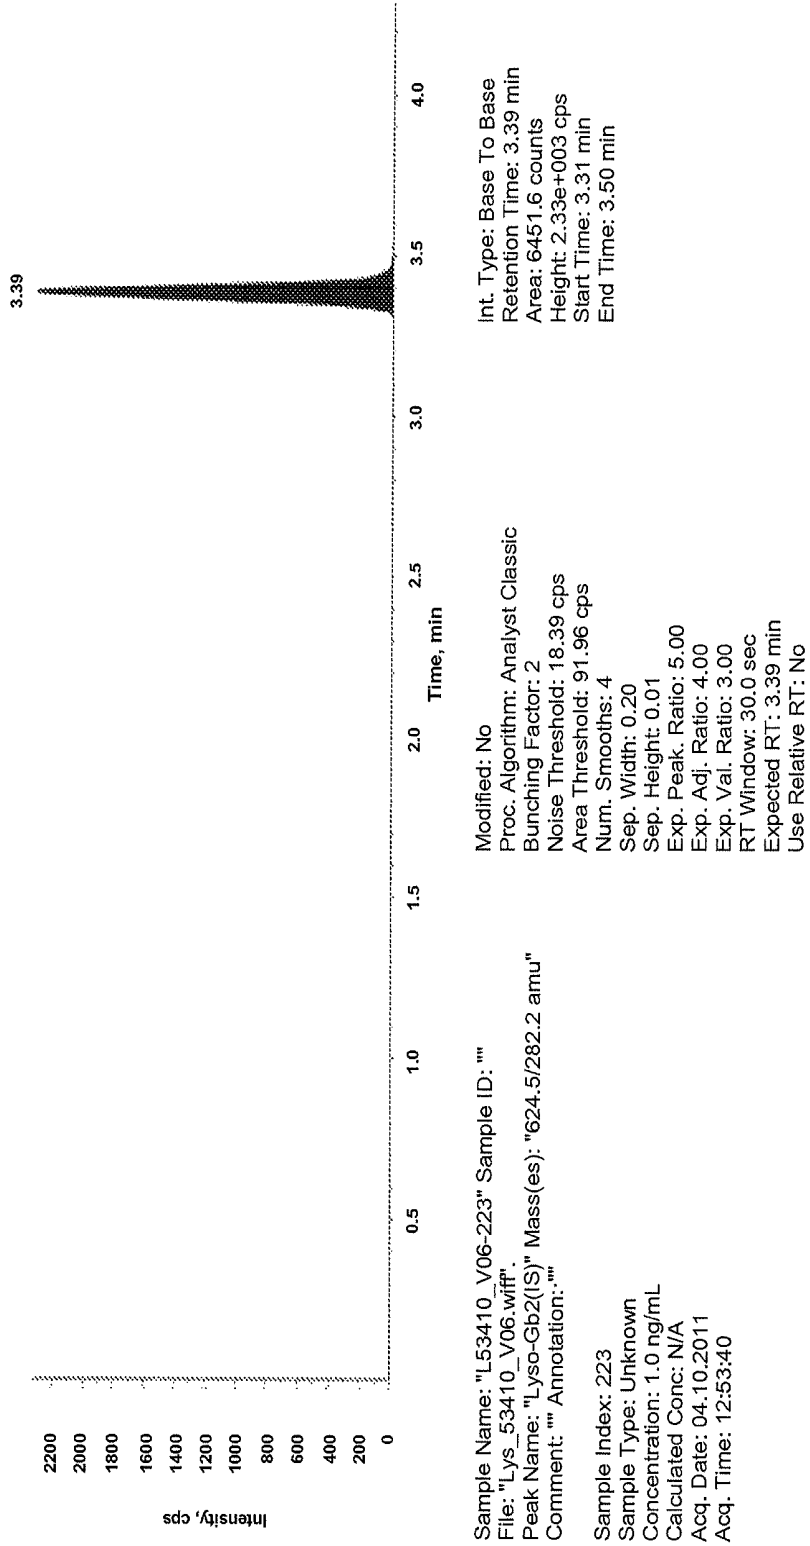 3.39
Intensity, cps
2200
2000
1800
1600
1400
1200
1000
800
600
400
200
0
0.5
1.0
1.5
2.0
2.5
3.0
3.5
4.0
Time, min
Sample Name: "L53410_V06-223" Sample ID: ""
File: "Lys_53410_V06.wiff".
Peak Name: "Lyso-Gb2(IS)" Mass(es): "624.5/282.2 amu"
Comment: "" Annotation: ""
Sample Index: 223
Sample Type: Unknown
Concentration: 1.0 ng/mL
Calculated Conc: N/A
Acq. Date: 04.10.2011
Acq. Time: 12:53:40
Modified: No
Proc. Algorithm: Analyst Classic
Bunching Factor: 2
Noise Threshold: 18.39 cps
Area Threshold: 91.96 cps
Num. Smooths: 4
Sep. Width: 0.20
Sep. Height: 0.01
Exp. Peak. Ratio: 5.00
Exp. Adj. Ratio: 4.00
Exp. Val. Ratio: 3.00
RT Window: 30.0 sec
Expected RT: 3.39 min
Use Relative RT: No
Int. Type: Base To Base
Retention Time: 3.39 min
Area: 6451.6 counts
Height: 2.33e+003 cps
Start Time: 3.31 min
End Time: 3.50 min